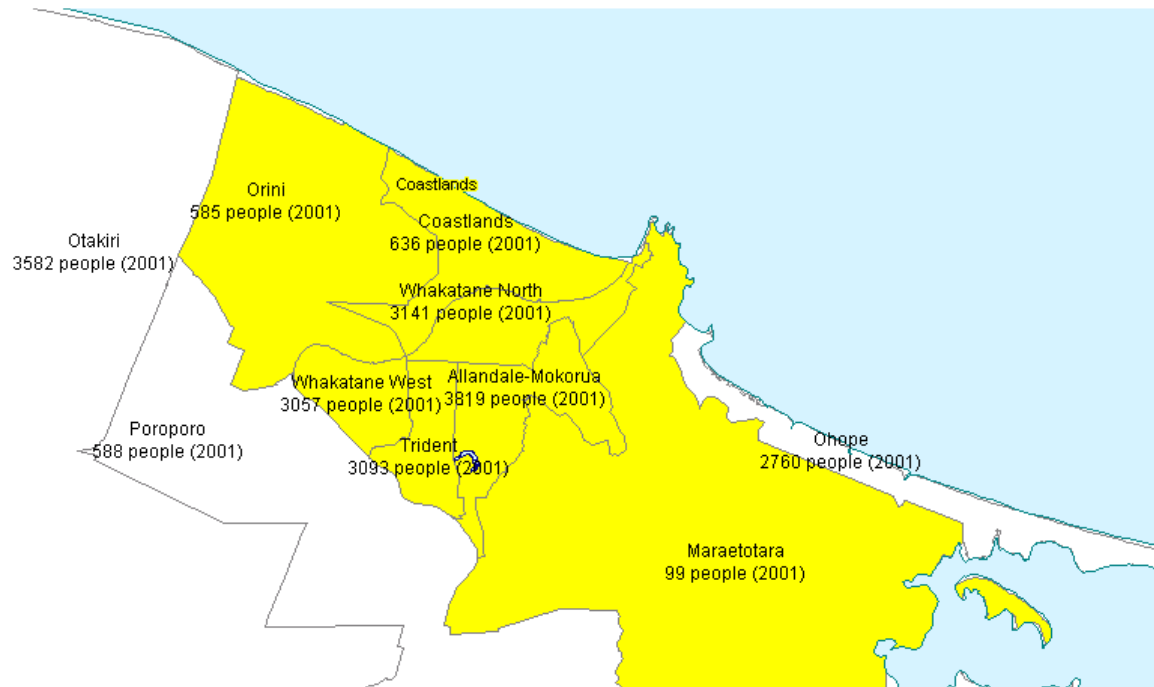 Coastlands
Orini
585 people (2001)
Coastlands
636 people (2001)
Otakiri
3582 people (2001)
Whakatane North
3141 people (2001)
Whakatane West
3057 people (2001)
Allandale-Mokorua
3819 people (2001)
Poroporo
588 people (2001)
Trident
3093 people (2001)
Ohope
2760 people (2001)
Maraetotara
99 people (2001)